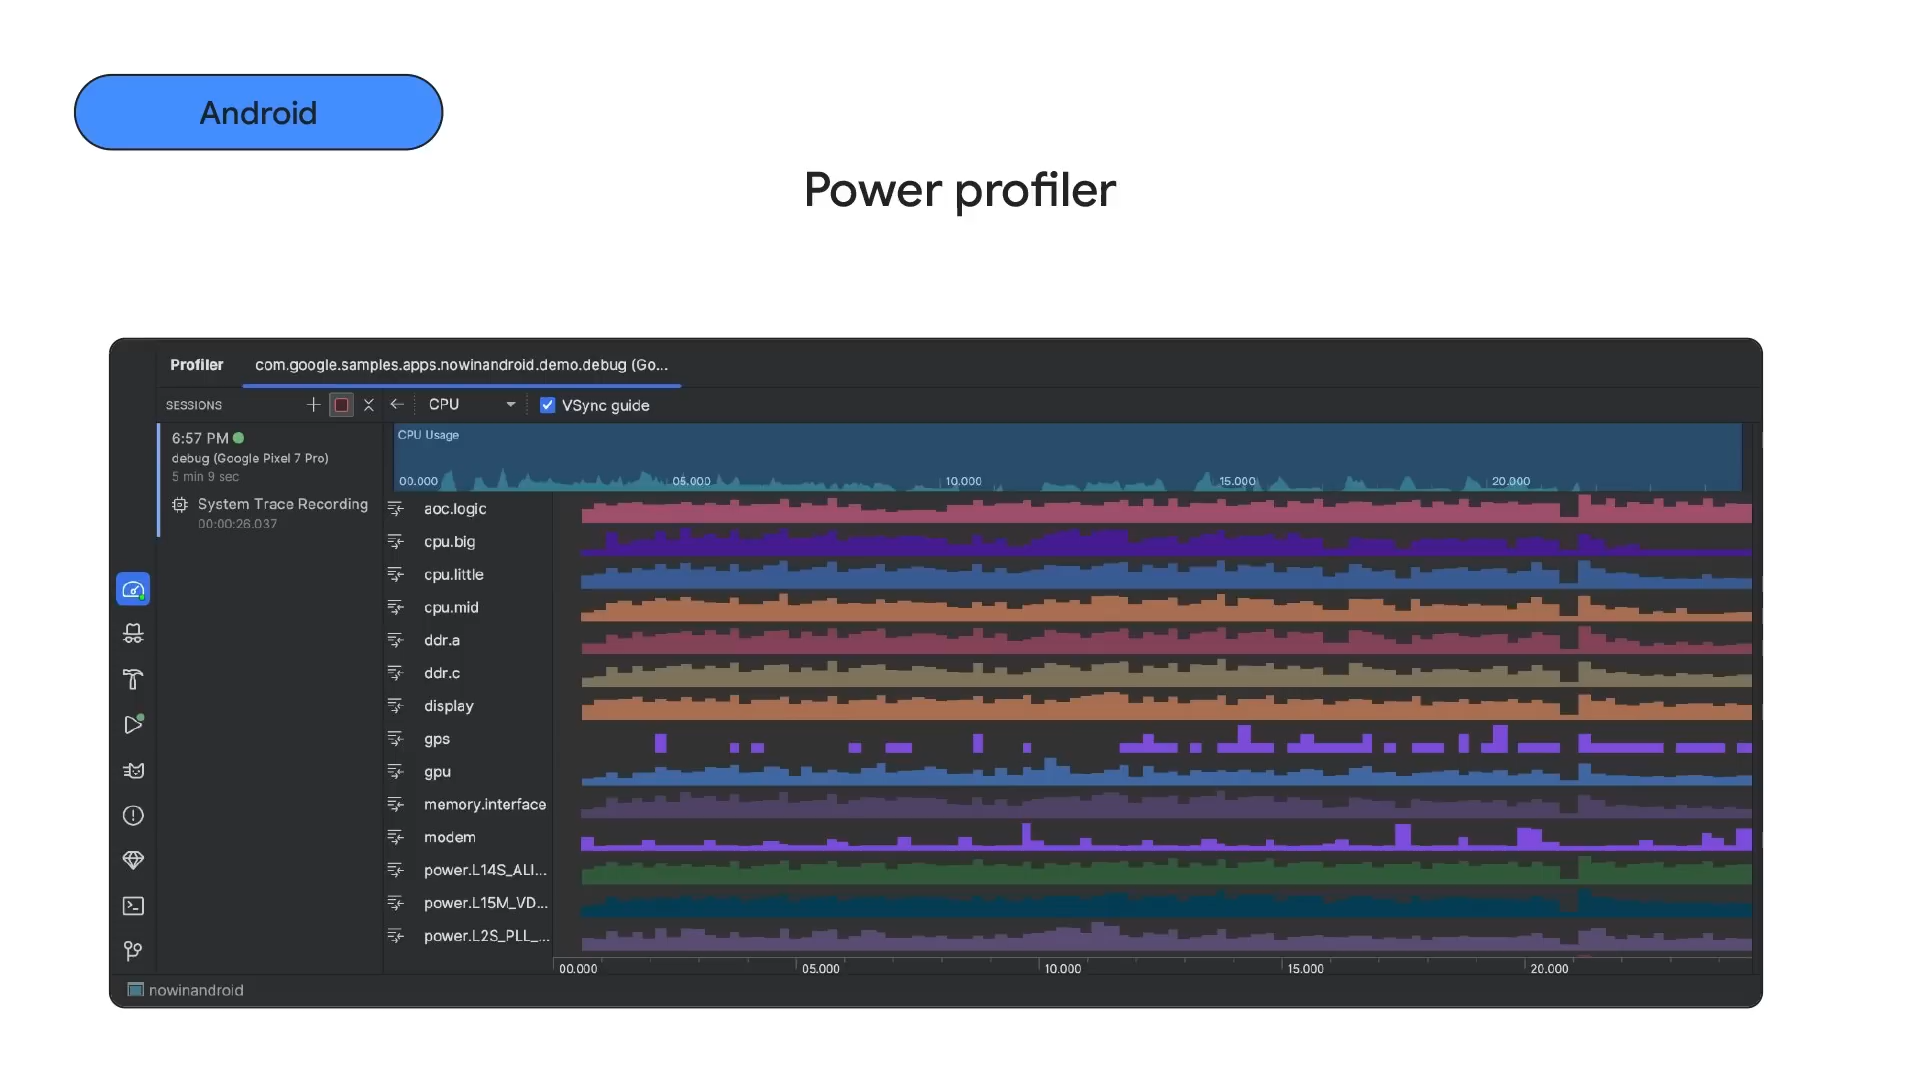 Android
Power profiler
Profiler
com.google.samples.apps.nowinandroid.demo.debug (Go...
SESSIONS
CPU
VSync guide
6:57 PM
debug (Google Pixel 7 Pro)
5 min 9 sec
System Trace Recording
00:00:26.037
CPU Usage
00.000 05.000 10.000 15.000 20.000
aoc.logic
cpu.big
cpu.little
cpu.mid
ddr.a
ddr.c
display
gps
gpu
memory.interface
modem
power.L14S_ALI...
power.L15M_VD...
power.L2S_PLL_...
00.000 05.000 10.000 15.000 20.000
nowinandroid